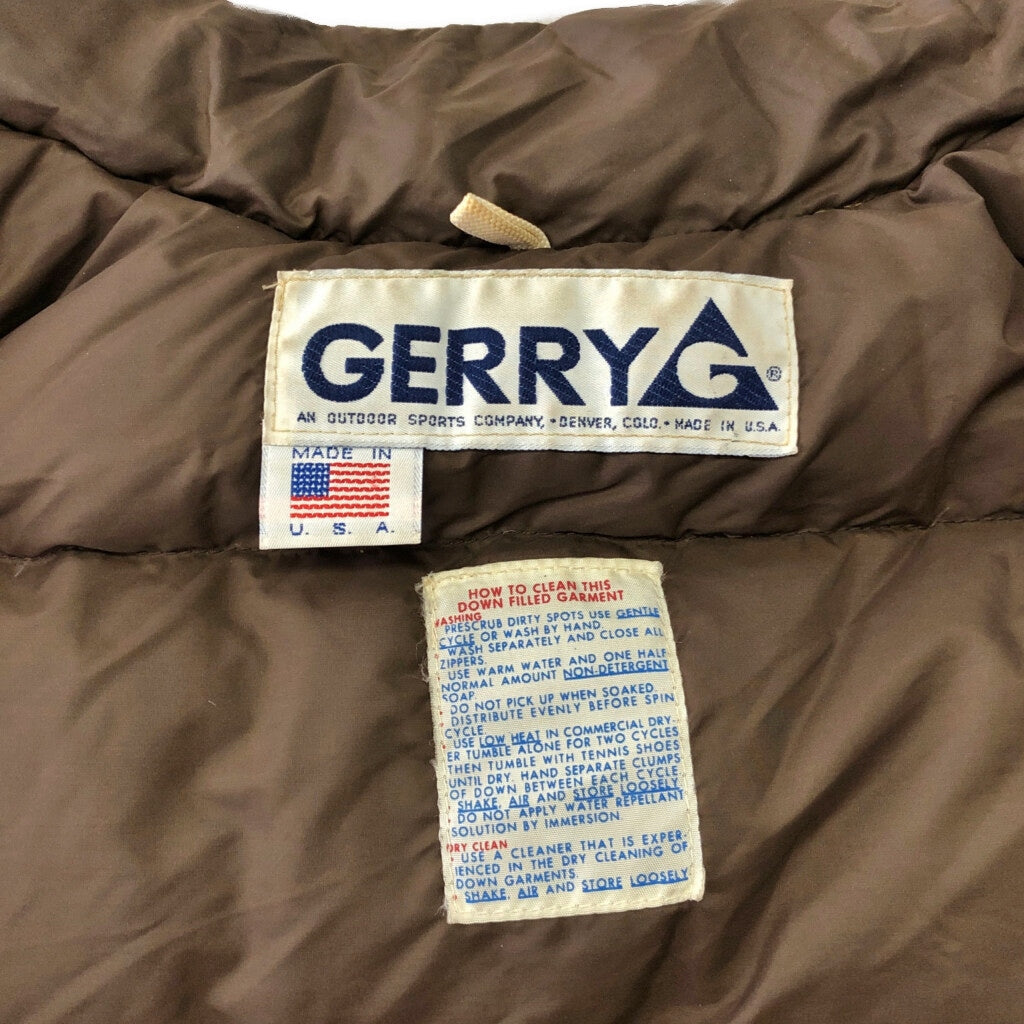 GERRY G ®
AN OUTDOOR SPORTS COMPANY, • DENVER, COLO. • MADE IN U.S.A.
MADE IN
U. S. A.
HOW TO CLEAN THIS
DOWN FILLED GARMENT
WASHING
PRESCRUB DIRTY SPOTS USE GENTLE
CYCLE OR WASH BY HAND.
WASH SEPARATELY AND CLOSE ALL
ZIPPERS.
USE WARM WATER AND ONE HALF
NORMAL AMOUNT NON-DETERGENT
SOAP.
DO NOT PICK UP WHEN SOAKED.
DISTRIBUTE EVENLY BEFORE SPIN
CYCLE
USE LOW HEAT IN COMMERCIAL DRY-
ER TUMBLE ALONE FOR TWO CYCLES
THEN TUMBLE WITH TENNIS SHOES
UNTIL DRY. HAND SEPARATE CLUMPS
OF DOWN BETWEEN EACH CYCLE.
SHAKE, AIR AND STORE LOOSELY
DO NOT APPLY WATER REPELLANT
SOLUTION BY IMMERSION
DRY CLEAN
USE A CLEANER THAT IS EXPER-
IENCED IN THE DRY CLEANING OF
DOWN GARMENTS.
SHAKE, AIR AND STORE LOOSELY